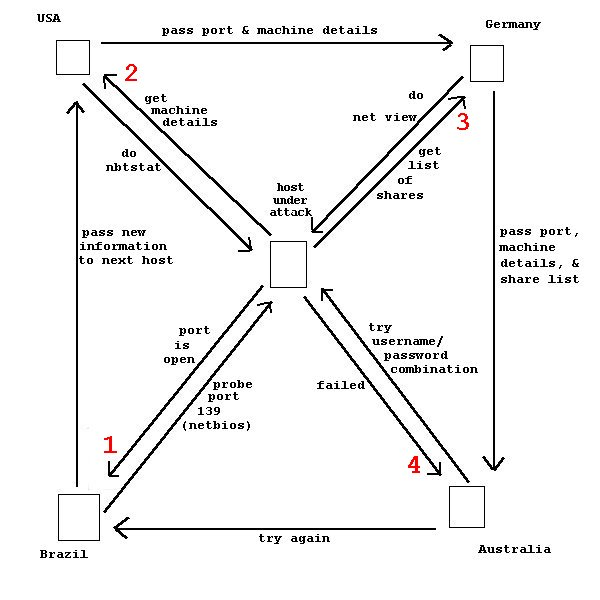 USA
pass port & machine details
Germany
2
get
machine
details
do
nbtstat
do
net view
3
get
list
of
shares
host
under
attack
pass new
information
to next host
pass port,
machine
details, &
share list
port
is
open
probe
port
139
(netbios)
try
username/
password
combination
failed
1
4
Brazil
try again
Australia